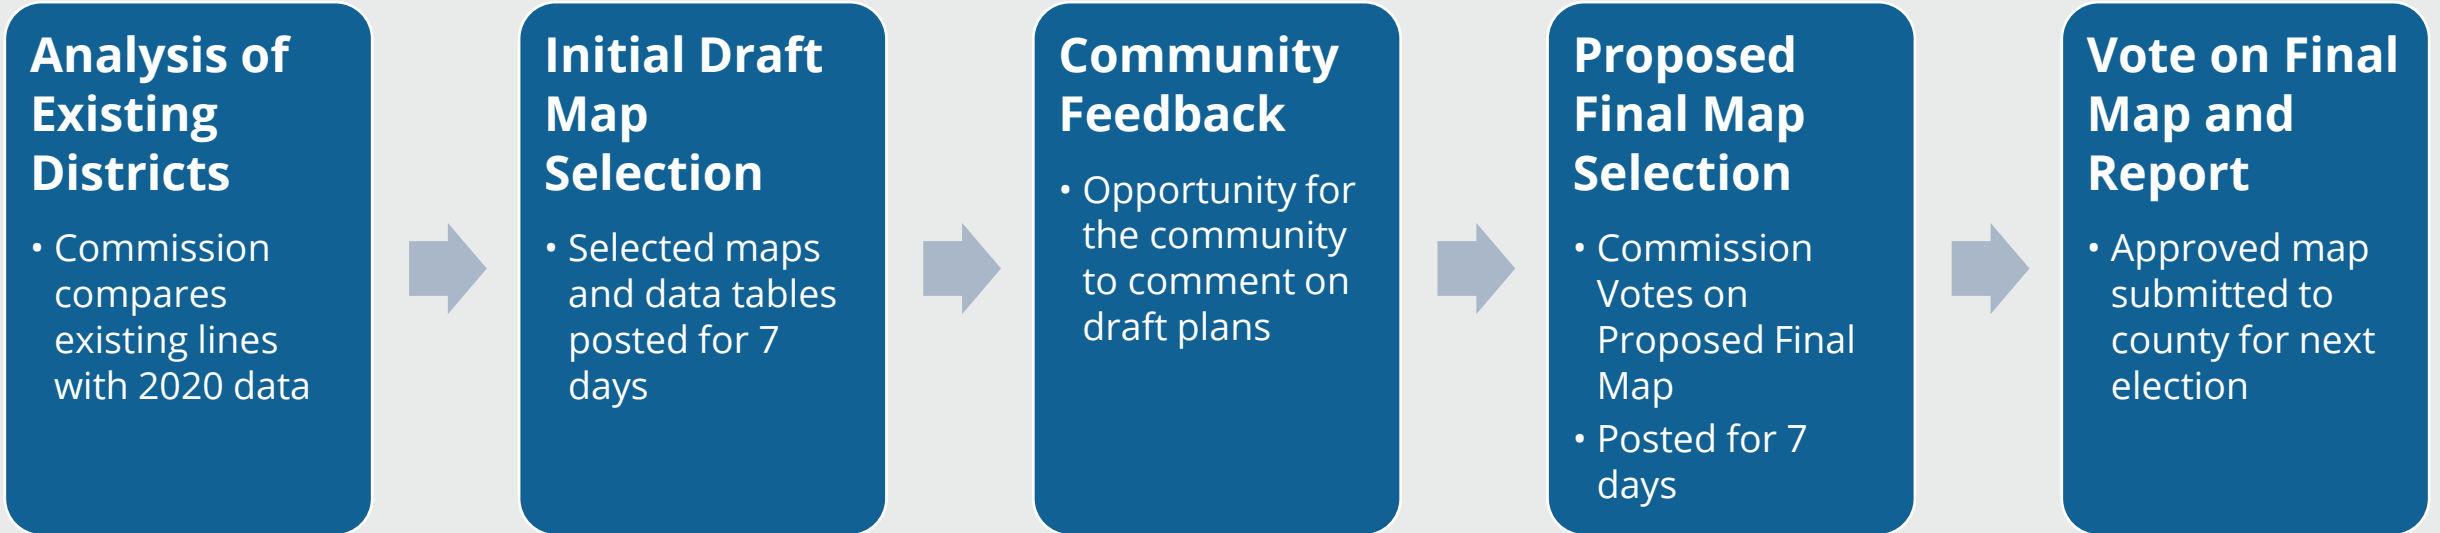 Analysis of
Existing
Districts
• Commission
compares
existing lines
with 2020 data
Initial Draft
Map
Selection
• Selected maps
and data tables
posted for 7
days
Community
Feedback
• Opportunity for
the community
to comment on
draft plans
Proposed
Final Map
Selection
• Commission
Votes on
Proposed Final
Map
• Posted for 7
days
Vote on Final
Map and
Report
• Approved map
submitted to
county for next
election